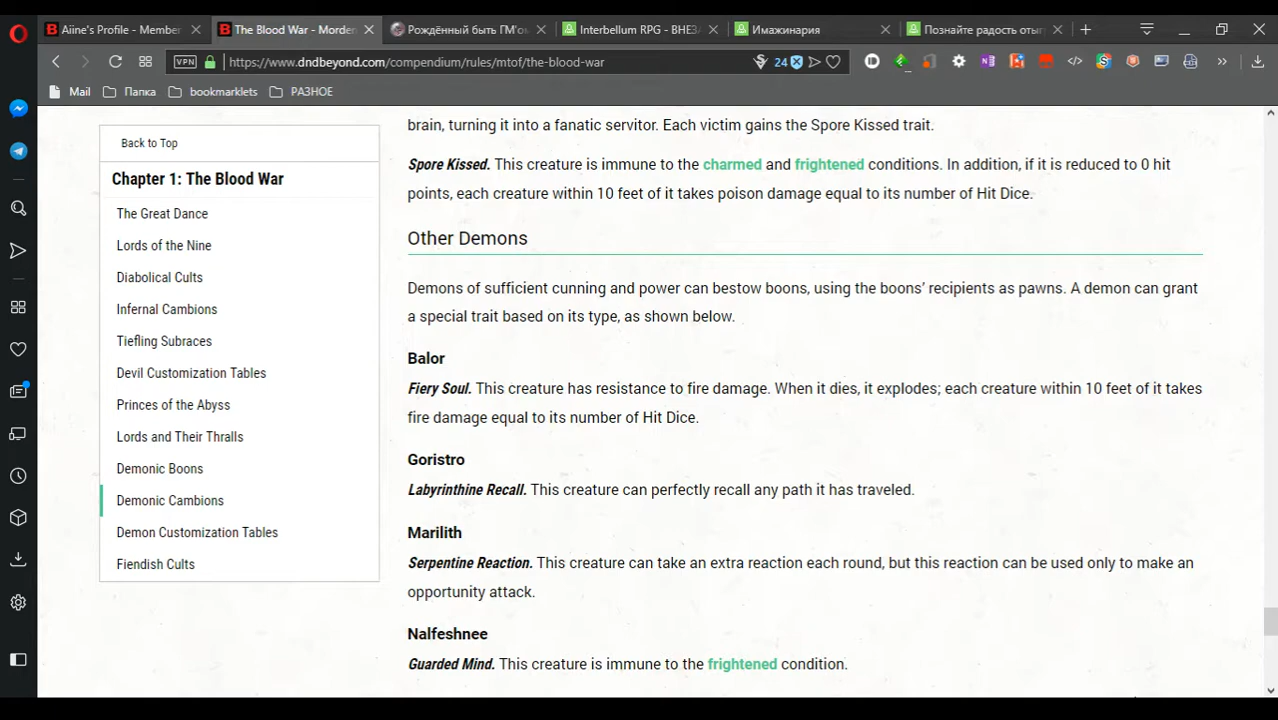 Aiine's Profile - Member
The Blood War - Morden
Рождённый быть ГМ'о
Interbellum RPG - ВНЕЗ
Имажинария
Познайте радость отыг
VPN
https://www.dndbeyond.com/compendium/rules/mtof/the-blood-war
24
Mail
Папка
bookmarklets
РАЗНОЕ
Back to Top
Chapter 1: The Blood War
The Great Dance
Lords of the Nine
Diabolical Cults
Infernal Cambions
Tiefling Subraces
Devil Customization Tables
Princes of the Abyss
Lords and Their Thralls
Demonic Boons
Demonic Cambions
Demon Customization Tables
Fiendish Cults
brain, turning it into a fanatic servitor. Each victim gains the Spore Kissed trait.
Spore Kissed. This creature is immune to the charmed and frightened conditions. In addition, if it is reduced to 0 hit
points, each creature within 10 feet of it takes poison damage equal to its number of Hit Dice.
Other Demons
Demons of sufficient cunning and power can bestow boons, using the boons’ recipients as pawns. A demon can grant
a special trait based on its type, as shown below.
Balor
Fiery Soul. This creature has resistance to fire damage. When it dies, it explodes; each creature within 10 feet of it takes
fire damage equal to its number of Hit Dice.
Goristro
Labyrinthine Recall. This creature can perfectly recall any path it has traveled.
Marilith
Serpentine Reaction. This creature can take an extra reaction each round, but this reaction can be used only to make an
opportunity attack.
Nalfeshnee
Guarded Mind. This creature is immune to the frightened condition.